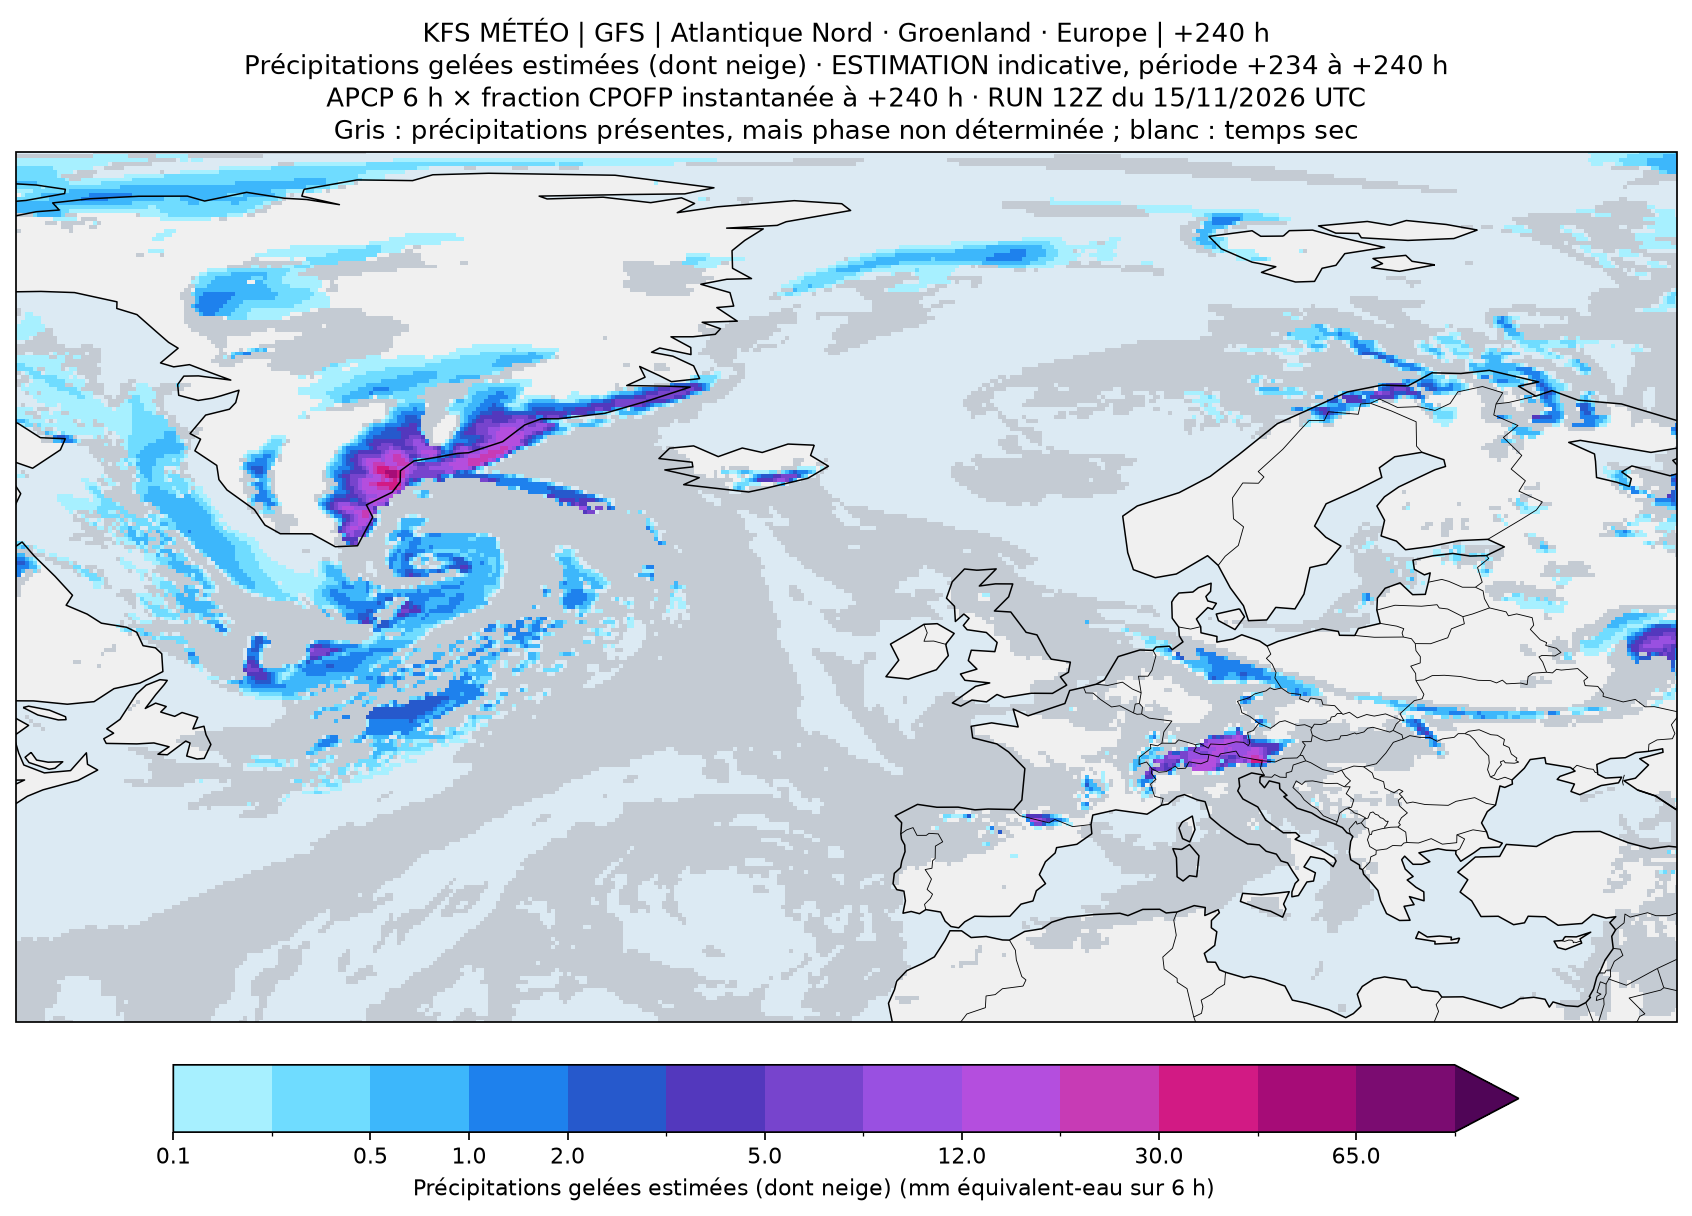 KFS MÉTÉO | GFS | Atlantique Nord · Groenland · Europe | +240 h
Précipitations gelées estimées (dont neige) · ESTIMATION indicative, période +234 à +240 h
APCP 6 h × fraction CPOFP instantanée à +240 h · RUN 12Z du 15/11/2026 UTC
Gris : précipitations présentes, mais phase non déterminée ; blanc : temps sec
0.1 0.5 1.0 2.0 5.0 12.0 30.0 65.0
Précipitations gelées estimées (dont neige) (mm équivalent-eau sur 6 h)